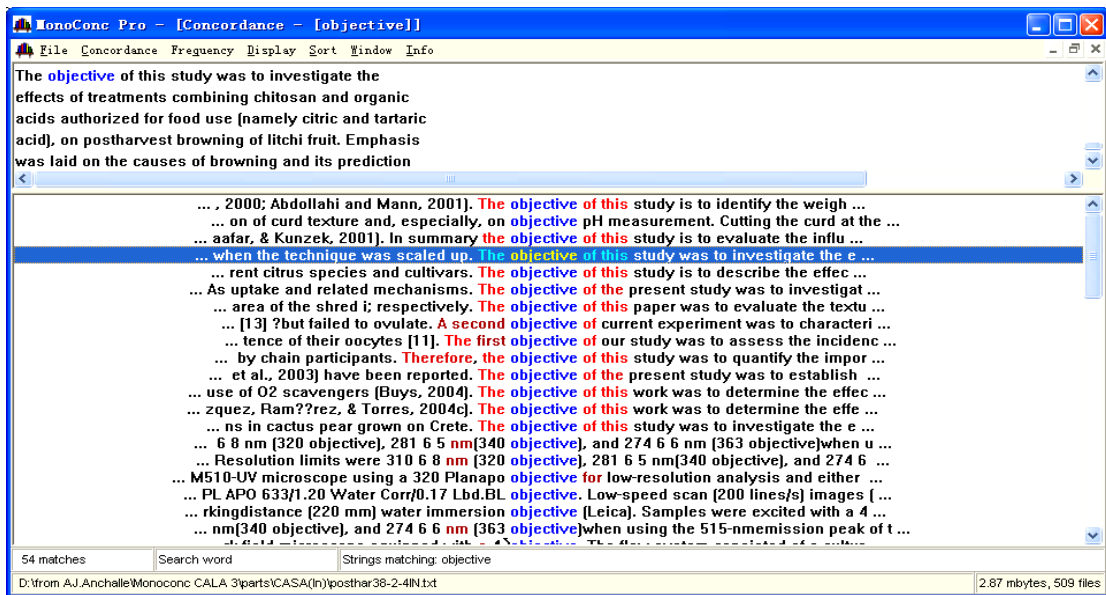 MonoConc Pro - [Concordance - [objective]]
File Concordance Frequency Display Sort Window Info
The objective of this study was to investigate the
effects of treatments combining chitosan and organic
acids authorized for food use (namely citric and tartaric
acid), on postharvest browning of litchi fruit. Emphasis
was laid on the causes of browning and its prediction
... , 2000; Abdollahi and Mann, 2001). The objective of this study is to identify the weigh ...
... on of curd texture and, especially, on objective pH measurement. Cutting the curd at the ...
... aafar, & Kunzek, 2001). In summary the objective of this study is to evaluate the influ ...
... when the technique was scaled up. The objective of this study was to investigate the e ...
... rent citrus species and cultivars. The objective of this study is to describe the effec ...
... As uptake and related mechanisms. The objective of the present study was to investigat ...
... area of the shred i; respectively. The objective of this paper was to evaluate the textu ...
... [13] ?but failed to ovulate. A second objective of current experiment was to characteri ...
... tence of their oocytes [11]. The first objective of our study was to assess the incidenc ...
... by chain participants. Therefore, the objective of this study was to quantify the impor ...
... et al., 2003) have been reported. The objective of the present study was to establish ...
... use of O2 scavengers (Buys, 2004). The objective of this work was to determine the effec ...
... zquez, Ram??rez, & Torres, 2004c). The objective of this work was to determine the effe ...
... ns in cactus pear grown on Crete. The objective of this study was to investigate the e ...
... 6 8 nm (320 objective), 281 6 5 nm(340 objective), and 274 6 6 nm (363 objective)when u ...
... Resolution limits were 310 6 8 nm (320 objective), 281 6 5 nm(340 objective), and 274 6 ...
... M510-UV microscope using a 320 Planapo objective for low-resolution analysis and either ...
... PL APO 633/1.20 Water Corr/0.17 Lbd.BL objective. Low-speed scan (200 lines/s) images ( ...
... rkingdistance (220 mm) water immersion objective (Leica). Samples were excited with a 4 ...
... nm(340 objective), and 274 6 6 nm (363 objective)when using the 515-nmemission peak of t ...
54 matches Search word Strings matching: objective
D:\from AJ.Anchalle\Monoconc CALA 3\parts\CASA(In)\posthar38-2-4IN.txt 2.87 mbytes, 509 files